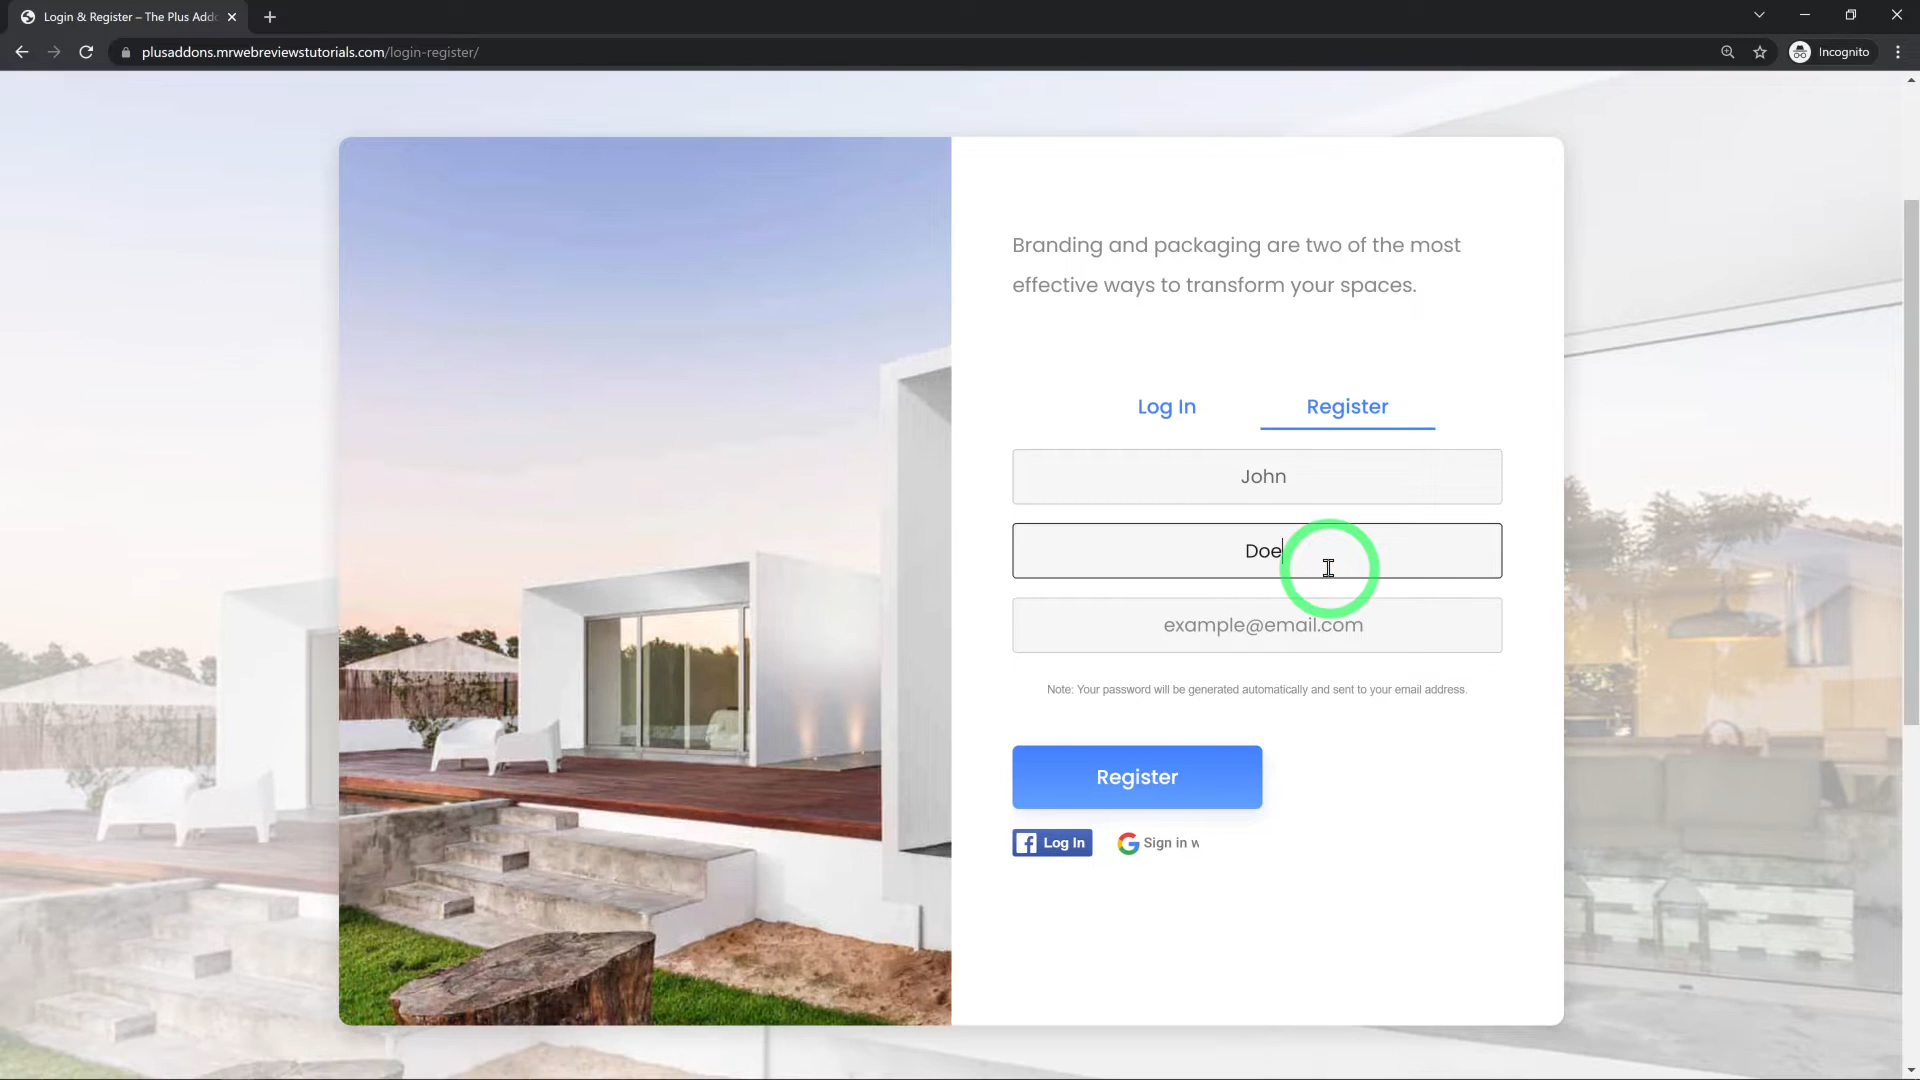 Login & Register – The Plus Addo
plusaddons.mrwebreviewstutorials.com/login-register/
Incognito
Branding and packaging are two of the most
effective ways to transform your spaces.
Log In
Register
John
Doe
example@email.com
Note: Your password will be generated automatically and sent to your email address.
Register
Log In
Sign in w